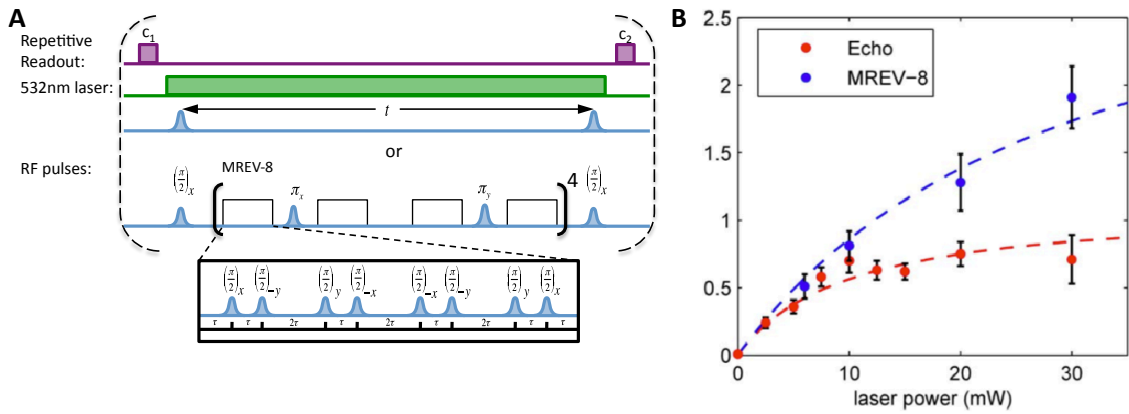 A
Repetitive
Readout:
c1
c2
532nm laser:
t
or
RF pulses:
MREV-8
(π/2)x
πx
πy
4
(π/2)x
(π/2)x
(π/2)-y
(π/2)y
(π/2)-x
(π/2)-x
(π/2)-y
(π/2)y
(π/2)x
τ τ 2τ τ 2τ τ 2τ τ τ
B
2.5
2
1.5
1
0.5
0
Echo
MREV-8
0 10 20 30
laser power (mW)